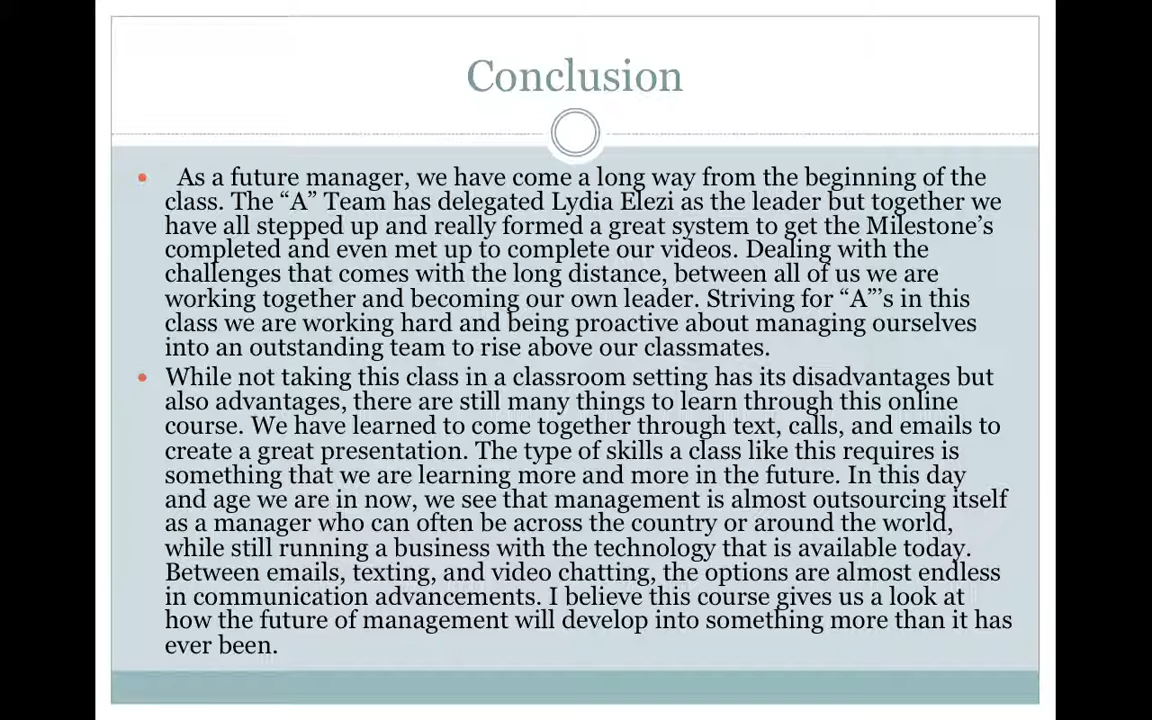 Conclusion
• As a future manager, we have come a long way from the beginning of the
class. The “A” Team has delegated Lydia Elezi as the leader but together we
have all stepped up and really formed a great system to get the Milestone’s
completed and even met up to complete our videos. Dealing with the
challenges that comes with the long distance, between all of us we are
working together and becoming our own leader. Striving for “A”’s in this
class we are working hard and being proactive about managing ourselves
into an outstanding team to rise above our classmates.
• While not taking this class in a classroom setting has its disadvantages but
also advantages, there are still many things to learn through this online
course. We have learned to come together through text, calls, and emails to
create a great presentation. The type of skills a class like this requires is
something that we are learning more and more in the future. In this day
and age we are in now, we see that management is almost outsourcing itself
as a manager who can often be across the country or around the world,
while still running a business with the technology that is available today.
Between emails, texting, and video chatting, the options are almost endless
in communication advancements. I believe this course gives us a look at
how the future of management will develop into something more than it has
ever been.